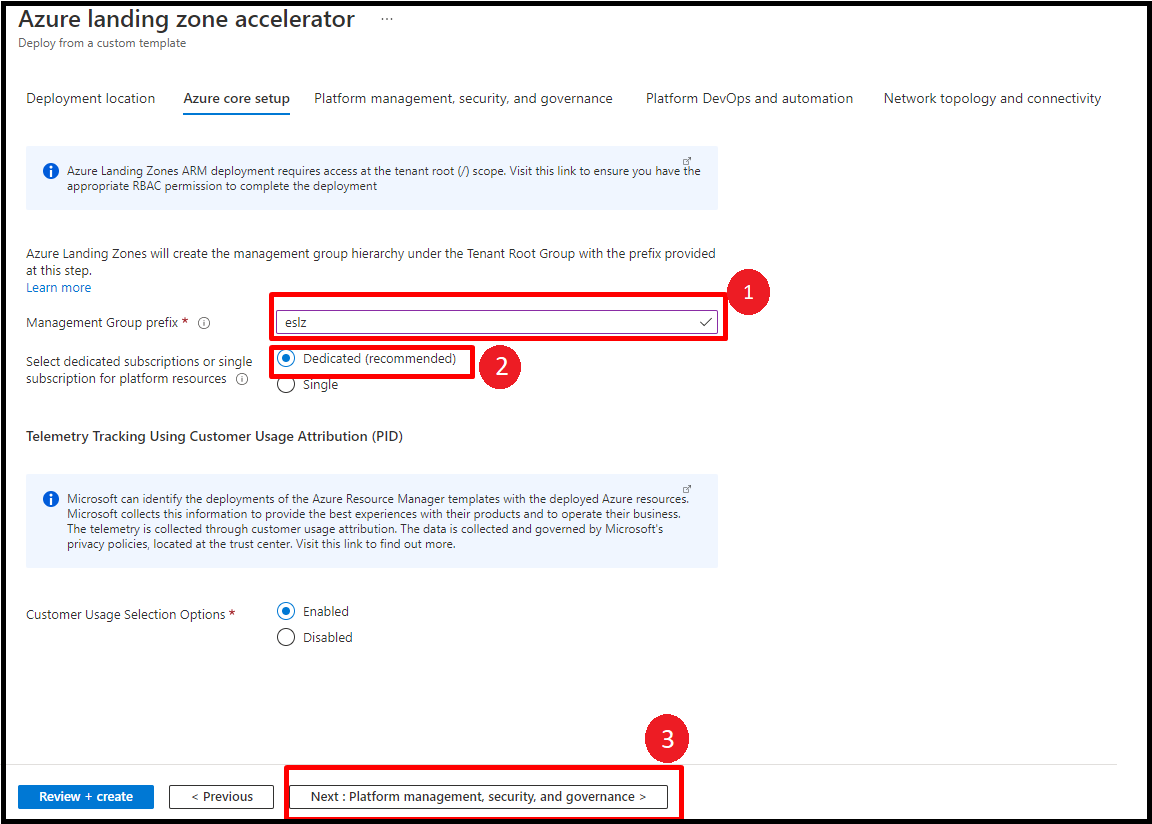 Azure landing zone accelerator ...
Deploy from a custom template
Deployment location Azure core setup Platform management, security, and governance Platform DevOps and automation Network topology and connectivity
Azure Landing Zones ARM deployment requires access at the tenant root (/) scope. Visit this link to ensure you have the
appropriate RBAC permission to complete the deployment
Azure Landing Zones will create the management group hierarchy under the Tenant Root Group with the prefix provided
at this step.
Learn more
1
Management Group prefix *
eslz
Select dedicated subscriptions or single
subscription for platform resources
Dedicated (recommended)
2
Single
Telemetry Tracking Using Customer Usage Attribution (PID)
Microsoft can identify the deployments of the Azure Resource Manager templates with the deployed Azure resources.
Microsoft collects this information to provide the best experiences with their products and to operate their business.
The telemetry is collected through customer usage attribution. The data is collected and governed by Microsoft's
privacy policies, located at the trust center. Visit this link to find out more.
Customer Usage Selection Options *
Enabled
Disabled
3
Review + create < Previous Next : Platform management, security, and governance >